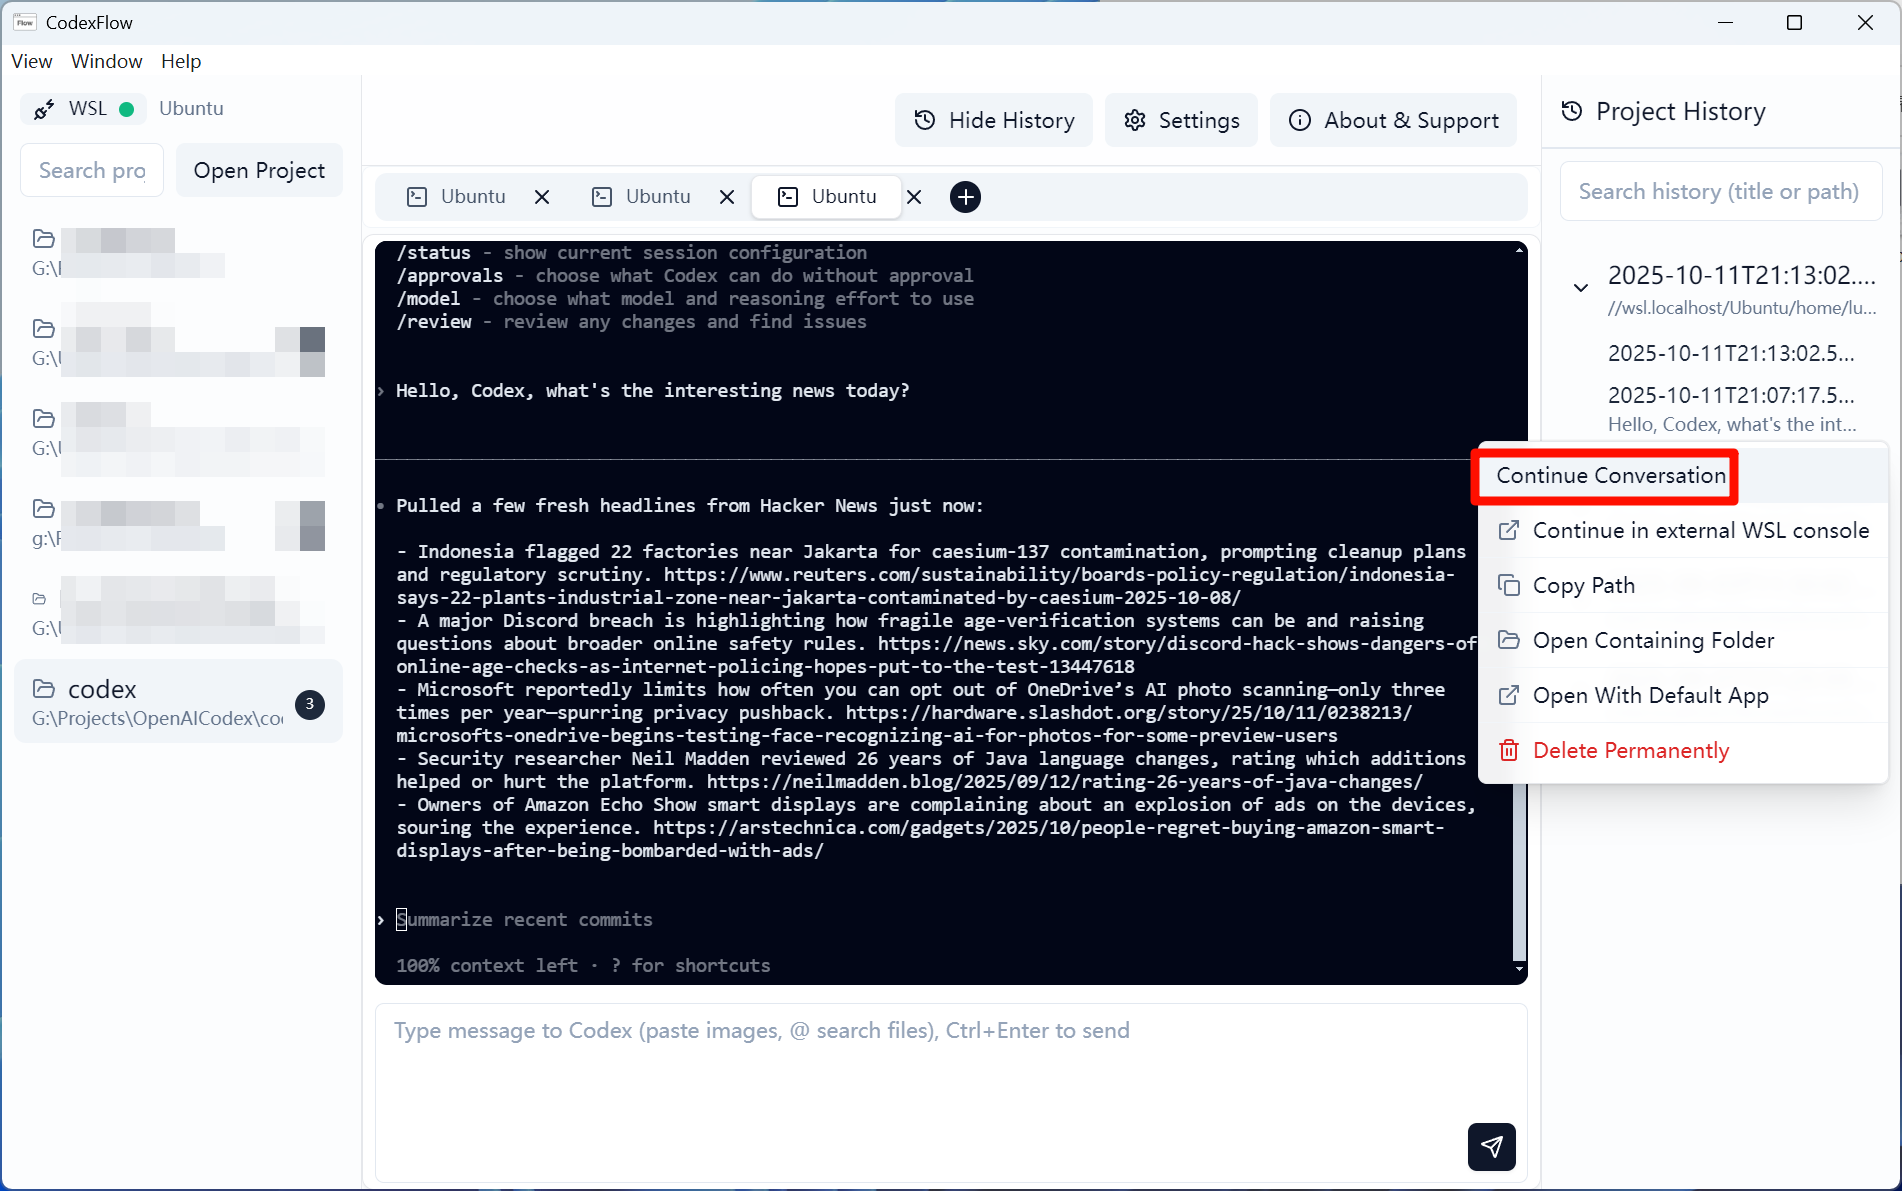 Flow CodexFlow
View Window Help
WSL Ubuntu
Search pro
Open Project
G:\
G:\
G:\
g:\
G:\
codex
G:\Projects\OpenAICodex\co
3
Hide History
Settings
About & Support
Ubuntu
Ubuntu
Ubuntu
/status - show current session configuration
/approvals - choose what Codex can do without approval
/model - choose what model and reasoning effort to use
/review - review any changes and find issues
› Hello, Codex, what's the interesting news today?
• Pulled a few fresh headlines from Hacker News just now:
- Indonesia flagged 22 factories near Jakarta for caesium-137 contamination, prompting cleanup plans
and regulatory scrutiny. https://www.reuters.com/sustainability/boards-policy-regulation/indonesia-
says-22-plants-industrial-zone-near-jakarta-contaminated-by-caesium-2025-10-08/
- A major Discord breach is highlighting how fragile age-verification systems can be and raising
questions about broader online safety rules. https://news.sky.com/story/discord-hack-shows-dangers-of
online-age-checks-as-internet-policing-hopes-put-to-the-test-13447618
- Microsoft reportedly limits how often you can opt out of OneDrive’s AI photo scanning—only three
times per year—spurring privacy pushback. https://hardware.slashdot.org/story/25/10/11/0238213/
microsofts-onedrive-begins-testing-face-recognizing-ai-for-photos-for-some-preview-users
- Security researcher Neil Madden reviewed 26 years of Java language changes, rating which additions
helped or hurt the platform. https://neilmadden.blog/2025/09/12/rating-26-years-of-java-changes/
- Owners of Amazon Echo Show smart displays are complaining about an explosion of ads on the devices,
souring the experience. https://arstechnica.com/gadgets/2025/10/people-regret-buying-amazon-smart-
displays-after-being-bombarded-with-ads/
› Summarize recent commits
100% context left · ? for shortcuts
Type message to Codex (paste images, @ search files), Ctrl+Enter to send
Project History
Search history (title or path)
2025-10-11T21:13:02....
//wsl.localhost/Ubuntu/home/lu...
2025-10-11T21:13:02.5...
2025-10-11T21:07:17.5...
Hello, Codex, what's the int...
Continue Conversation
Continue in external WSL console
Copy Path
Open Containing Folder
Open With Default App
Delete Permanently